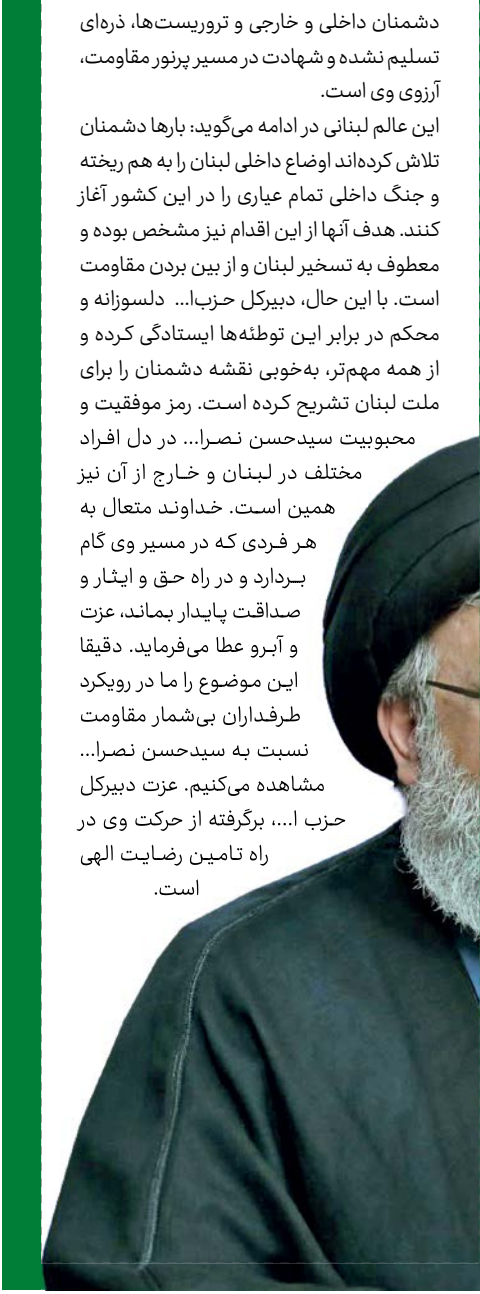 دشمنان داخلی و خارجی و تروریست‌ها، ذره‌ای
تسلیم نشده و شهادت در مسیر پرنور مقاومت،
آرزوی وی است.
این عالم لبنانی در ادامه می‌گوید: بارها دشمنان
تلاش کرده‌اند اوضاع داخلی لبنان را به هم ریخته
و جنگ داخلی تمام عیاری را در این کشور آغاز
کنند. هدف آنها از این اقدام نیز مشخص بوده و
معطوف به تسخیر لبنان و از بین بردن مقاومت
است. با این حال، دبیرکل حزب‌ا... دلسوزانه و
محکم در برابر این توطئه‌ها ایستادگی کرده و
از همه مهم‌تر، به‌خوبی نقشه دشمنان را برای
ملت لبنان تشریح کرده است. رمز موفقیت و
محبوبیت سیدحسن نصرا... در دل افراد
مختلف در لبنان و خارج از آن نیز
همین است. خداوند متعال به
هر فردی که در مسیر وی گام
بردارد و در راه حق و ایثار و
صداقت پایدار بماند، عزت
و آبرو عطا می‌فرماید. دقیقا
این موضوع را ما در رویکرد
طرفداران بی‌شمار مقاومت
نسبت به سیدحسن نصرا...
مشاهده می‌کنیم. عزت دبیرکل
حزب ا...، برگرفته از حرکت وی در
راه تامین رضایت الهی
است.